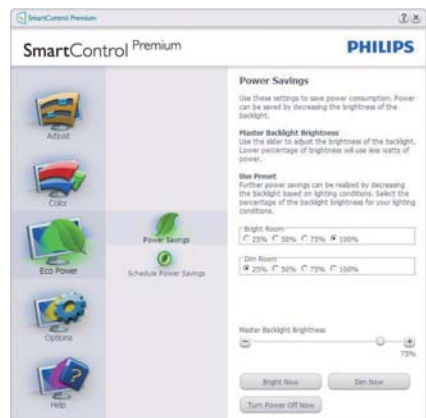 SmartControl Premium
SmartControl Premium
PHILIPS
Adjust
Color
Eco Power
Options
Help
Power Savings
Schedule Power Savings
Power Savings
Use these settings to save power consumption. Power
can be saved by decreasing the brightness of the
backlight.
Master Backlight Brightness
Use the slider to adjust the brightness of the backlight.
Lower percentage of brightness will use less watts of
power.
Use Preset
Further power savings can be realized by decreasing
the backlight based on lighting conditions. Select the
percentage of the backlight brightness for your lighting
conditions.
Bright Room
25% 50% 75% 100%
Dim Room
25% 50% 75% 100%
Master Backlight Brightness
75%
Bright Now Dim Now
Turn Power Off Now